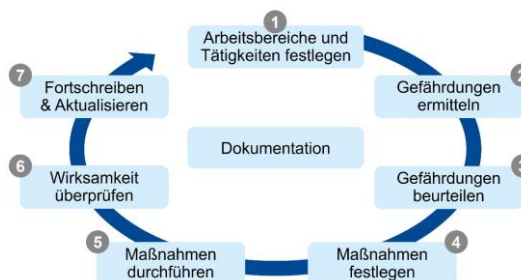 1
Arbeitsbereiche und
Tätigkeiten festlegen
2
Gefährdungen
ermitteln
3
Gefährdungen
beurteilen
4
Maßnahmen
festlegen
5
Maßnahmen
durchführen
6
Wirksamkeit
überprüfen
7
Fortschreiben
& Aktualisieren
Dokumentation